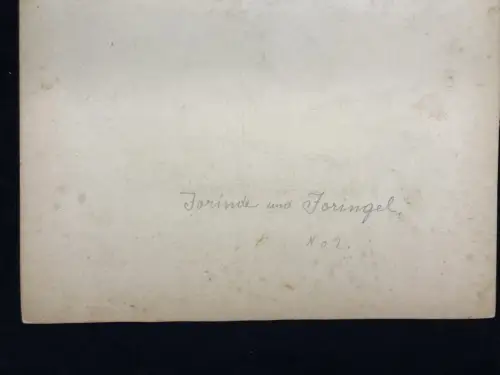 Jorinde und Joringel.
No 2.